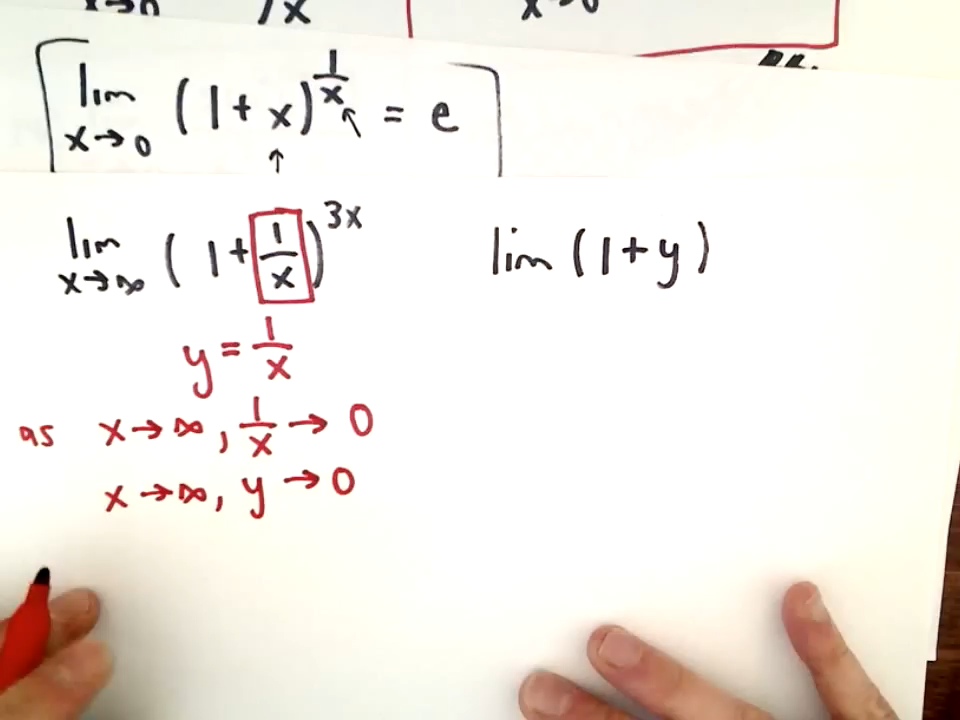 lim x→0 (1+x)^{1/x} = e
↑
lim x→∞ (1+1/x)^{3x}
lim (1+y)
y = 1/x
as x→∞, 1/x → 0
x→∞, y→0